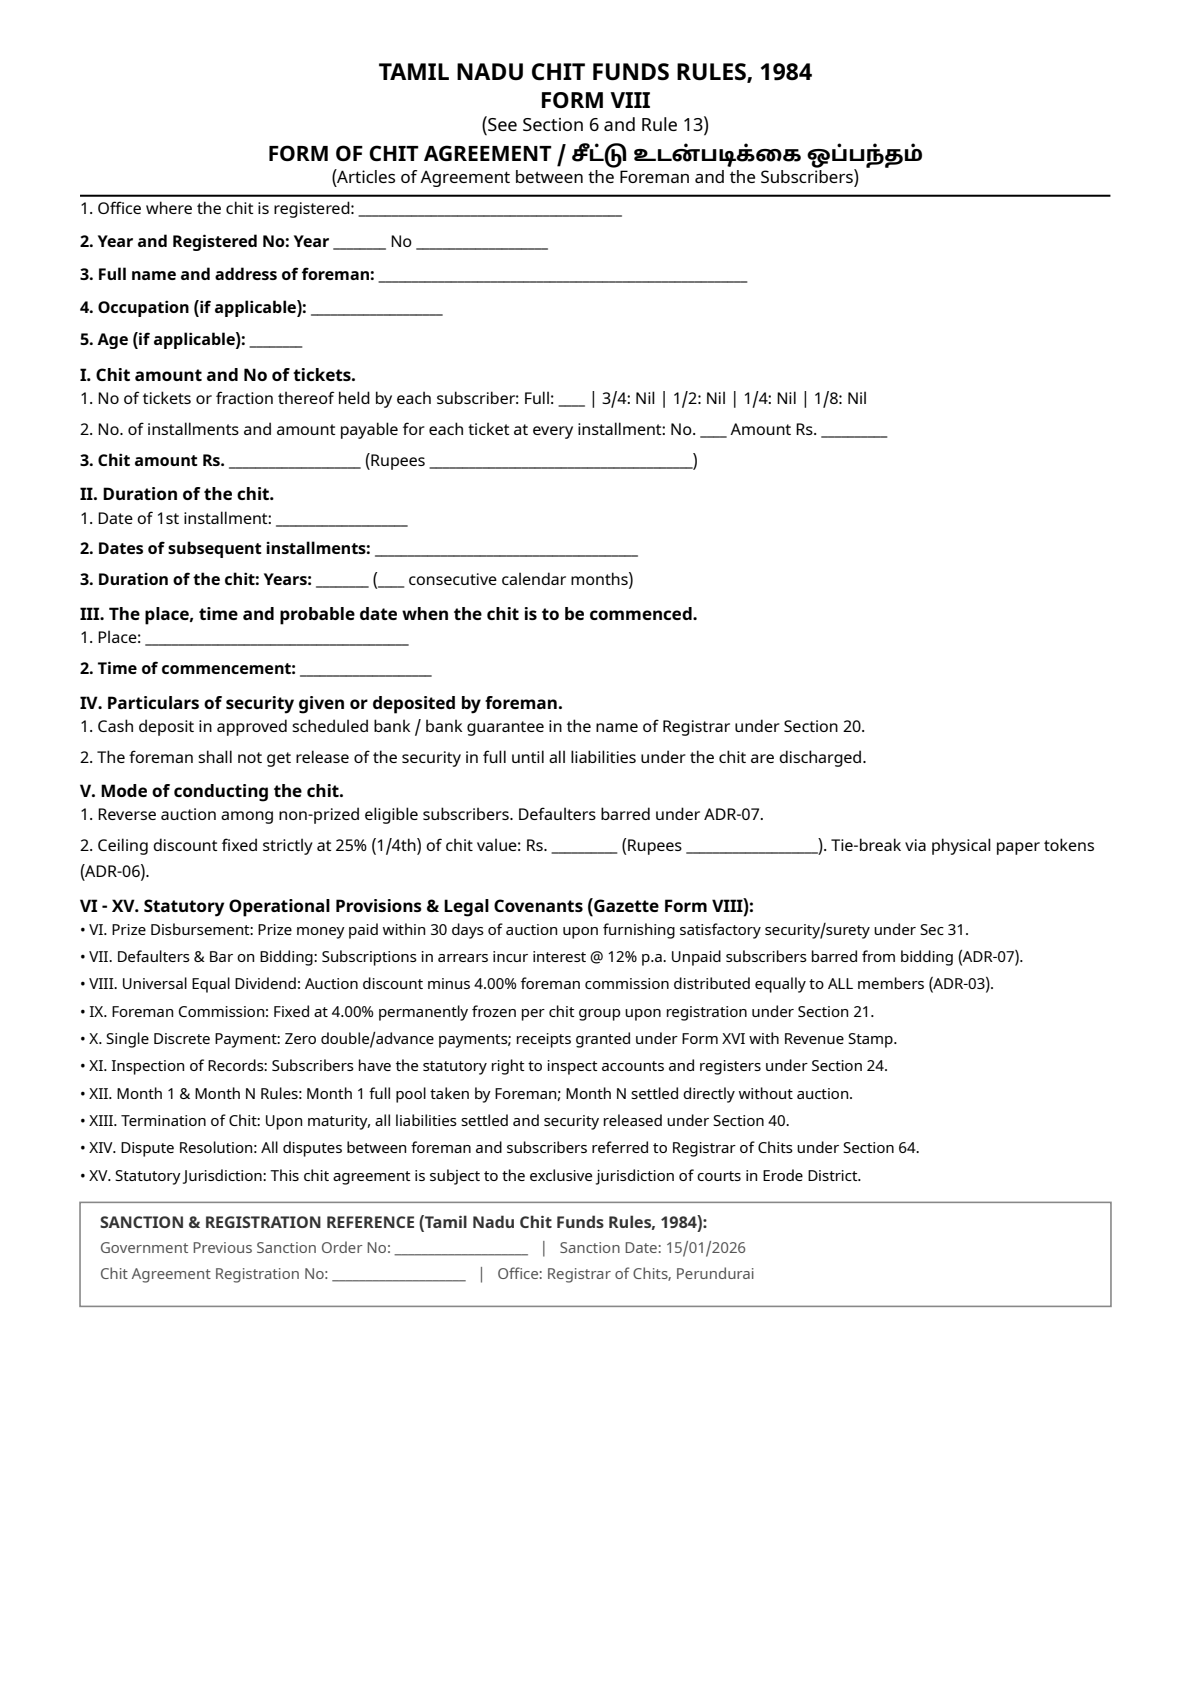 TAMIL NADU CHIT FUNDS RULES, 1984
FORM VIII
(See Section 6 and Rule 13)
FORM OF CHIT AGREEMENT / சீட்டு உடன்படிக்கை ஒப்பந்தம்
(Articles of Agreement between the Foreman and the Subscribers)
1. Office where the chit is registered: ______________________________
2. Year and Registered No: Year ______ No _______________
3. Full name and address of foreman: __________________________________________
4. Occupation (if applicable): _______________
5. Age (if applicable): ______
I. Chit amount and No of tickets.
1. No of tickets or fraction thereof held by each subscriber: Full: ___ | 3/4: Nil | 1/2: Nil | 1/4: Nil | 1/8: Nil
2. No. of installments and amount payable for each ticket at every installment: No. ___ Amount Rs. ________
3. Chit amount Rs. _______________ (Rupees ______________________________)
II. Duration of the chit.
1. Date of 1st installment: _______________
2. Dates of subsequent installments: ______________________________
3. Duration of the chit: Years: ______ (___ consecutive calendar months)
III. The place, time and probable date when the chit is to be commenced.
1. Place: ______________________________
2. Time of commencement: _______________
IV. Particulars of security given or deposited by foreman.
1. Cash deposit in approved scheduled bank / bank guarantee in the name of Registrar under Section 20.
2. The foreman shall not get release of the security in full until all liabilities under the chit are discharged.
V. Mode of conducting the chit.
1. Reverse auction among non-prized eligible subscribers. Defaulters barred under ADR-07.
2. Ceiling discount fixed strictly at 25% (1/4th) of chit value: Rs. ________ (Rupees _______________). Tie-break via physical paper tokens
(ADR-06).
VI - XV. Statutory Operational Provisions & Legal Covenants (Gazette Form VIII):
• VI. Prize Disbursement: Prize money paid within 30 days of auction upon furnishing satisfactory security/surety under Sec 31.
• VII. Defaulters & Bar on Bidding: Subscriptions in arrears incur interest @ 12% p.a. Unpaid subscribers barred from bidding (ADR-07).
• VIII. Universal Equal Dividend: Auction discount minus 4.00% foreman commission distributed equally to ALL members (ADR-03).
• IX. Foreman Commission: Fixed at 4.00% permanently frozen per chit group upon registration under Section 21.
• X. Single Discrete Payment: Zero double/advance payments; receipts granted under Form XVI with Revenue Stamp.
• XI. Inspection of Records: Subscribers have the statutory right to inspect accounts and registers under Section 24.
• XII. Month 1 & Month N Rules: Month 1 full pool taken by Foreman; Month N settled directly without auction.
• XIII. Termination of Chit: Upon maturity, all liabilities settled and security released under Section 40.
• XIV. Dispute Resolution: All disputes between foreman and subscribers referred to Registrar of Chits under Section 64.
• XV. Statutory Jurisdiction: This chit agreement is subject to the exclusive jurisdiction of courts in Erode District.
SANCTION & REGISTRATION REFERENCE (Tamil Nadu Chit Funds Rules, 1984):
Government Previous Sanction Order No: ________________ | Sanction Date: 15/01/2026
Chit Agreement Registration No: ________________ | Office: Registrar of Chits, Perundurai